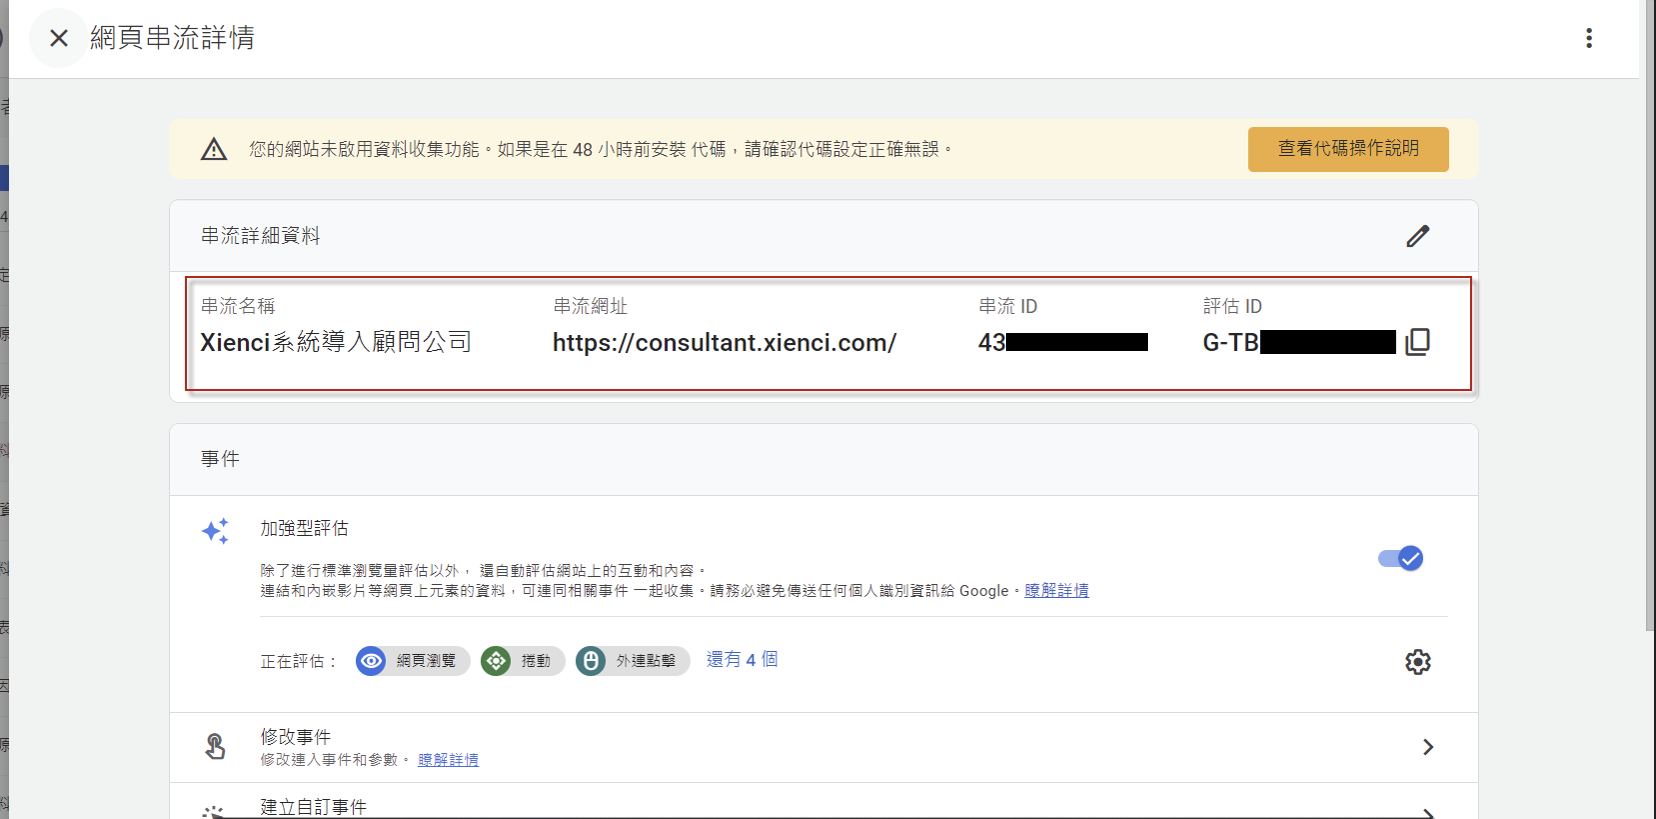 網頁串流詳情
您的網站未啟用資料收集功能。如果是在 48 小時前安裝 代碼，請確認代碼設定正確無誤。
查看代碼操作說明
串流詳細資料
串流名稱 串流網址 串流 ID 評估 ID
Xienci系統導入顧問公司 https://consultant.xienci.com/ 43 G-TB
事件
加強型評估
除了進行標準瀏覽量評估以外， 還自動評估網站上的互動和內容。
連結和內嵌影片等網頁上元素的資料，可連同相關事件 一起收集。請務必避免傳送任何個人識別資訊給 Google。瞭解詳情
正在評估： 網頁瀏覽 捲動 外連點擊 還有 4 個
修改事件
修改連入事件和參數。 瞭解詳情
建立自訂事件